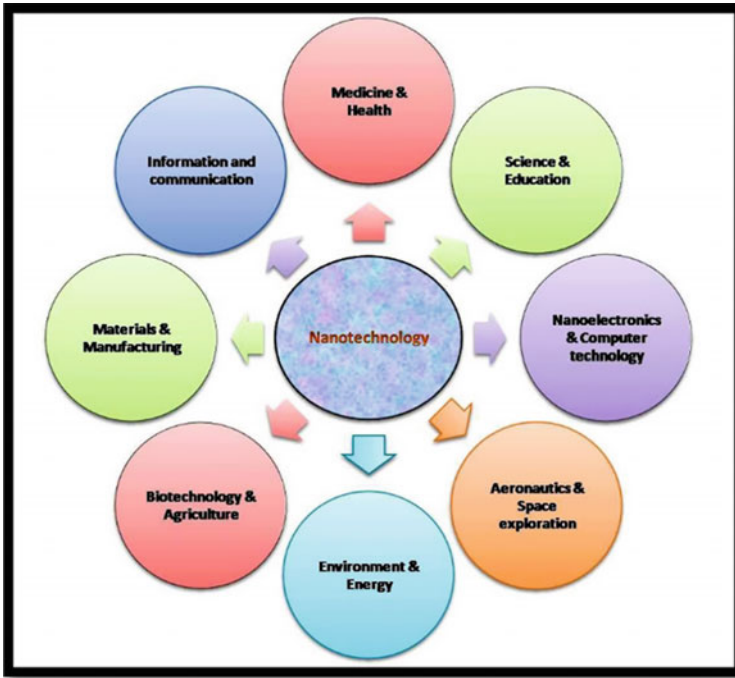 Medicine &
Health
Science &
Education
Nanoelectronics
& Computer
technology
Aeronautics &
Space
exploration
Environment &
Energy
Biotechnology &
Agriculture
Materials &
Manufacturing
Information and
communication
Nanotechnology